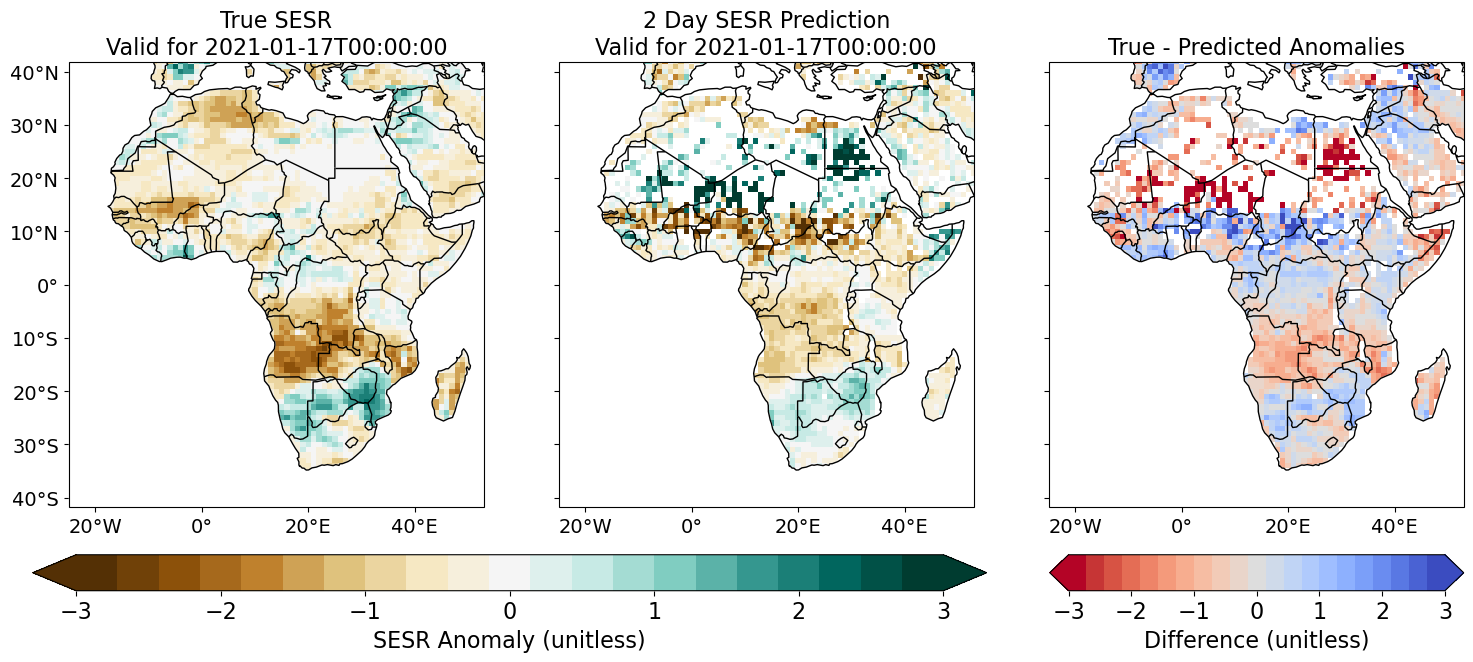 True SESR
Valid for 2021-01-17T00:00:00
2 Day SESR Prediction
Valid for 2021-01-17T00:00:00
True - Predicted Anomalies
40°N
30°N
20°N
10°N
0°
10°S
20°S
30°S
40°S
20°W 0° 20°E 40°E
20°W 0° 20°E 40°E
20°W 0° 20°E 40°E
−3 −2 −1 0 1 2 3
SESR Anomaly (unitless)
−3 −2 −1 0 1 2 3
Difference (unitless)